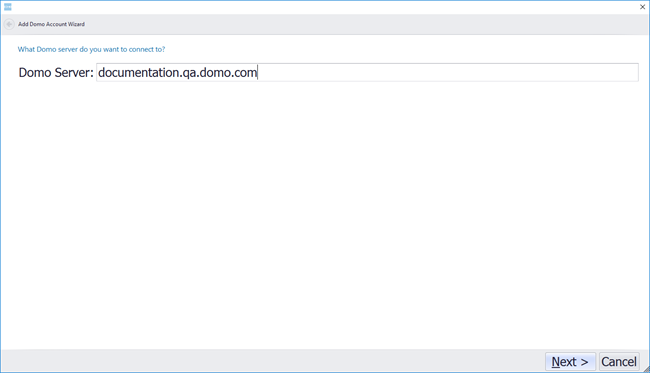 Add Domo Account Wizard
What Domo server do you want to connect to?
Domo Server: documentation.qa.domo.com
Next > Cancel